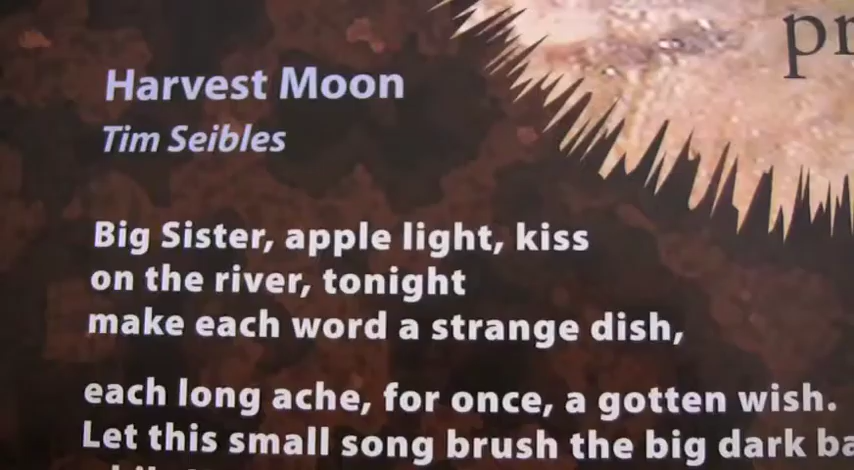 Harvest Moon
Tim Seibles
Big Sister, apple light, kiss
on the river, tonight
make each word a strange dish,
each long ache, for once, a gotten wish.
Let this small song brush the big dark